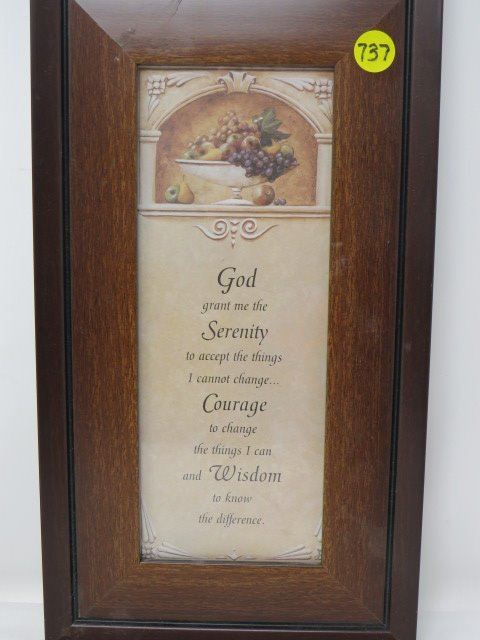 737
God
grant me the
Serenity
to accept the things
I cannot change...
Courage
to change
the things I can
and Wisdom
to know
the difference.